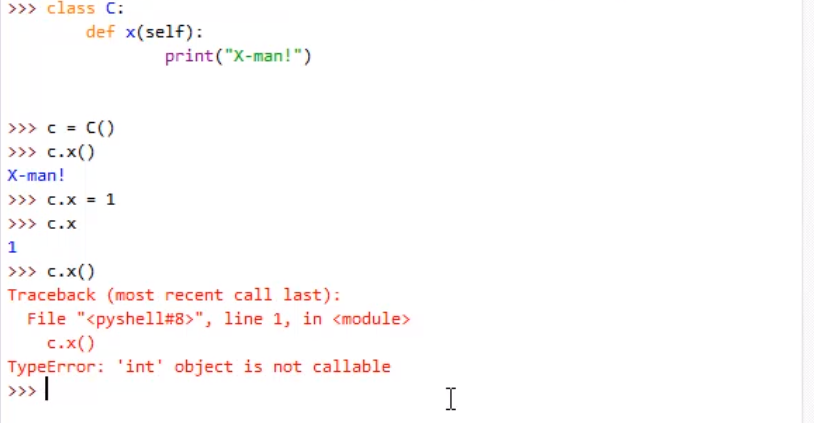 >>> class C:
        def x(self):
                print("X-man!")
>>> c = C()
>>> c.x()
X-man!
>>> c.x = 1
>>> c.x
1
>>> c.x()
Traceback (most recent call last):
  File "<pyshell#8>", line 1, in <module>
    c.x()
TypeError: 'int' object is not callable
>>>